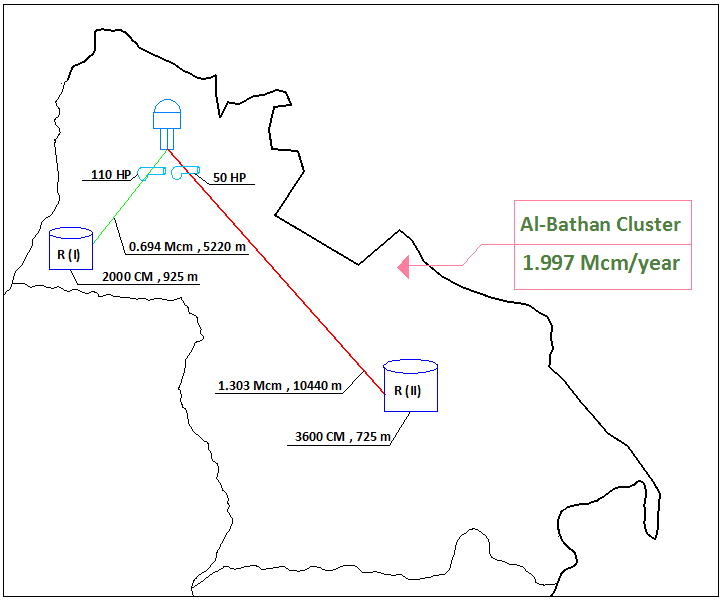 110 HP
50 HP
Al-Bathan Cluster
1.997 Mcm/year
0.694 Mcm , 5220 m
R (I)
2000 CM , 925 m
1.303 Mcm , 10440 m
R (II)
3600 CM , 725 m